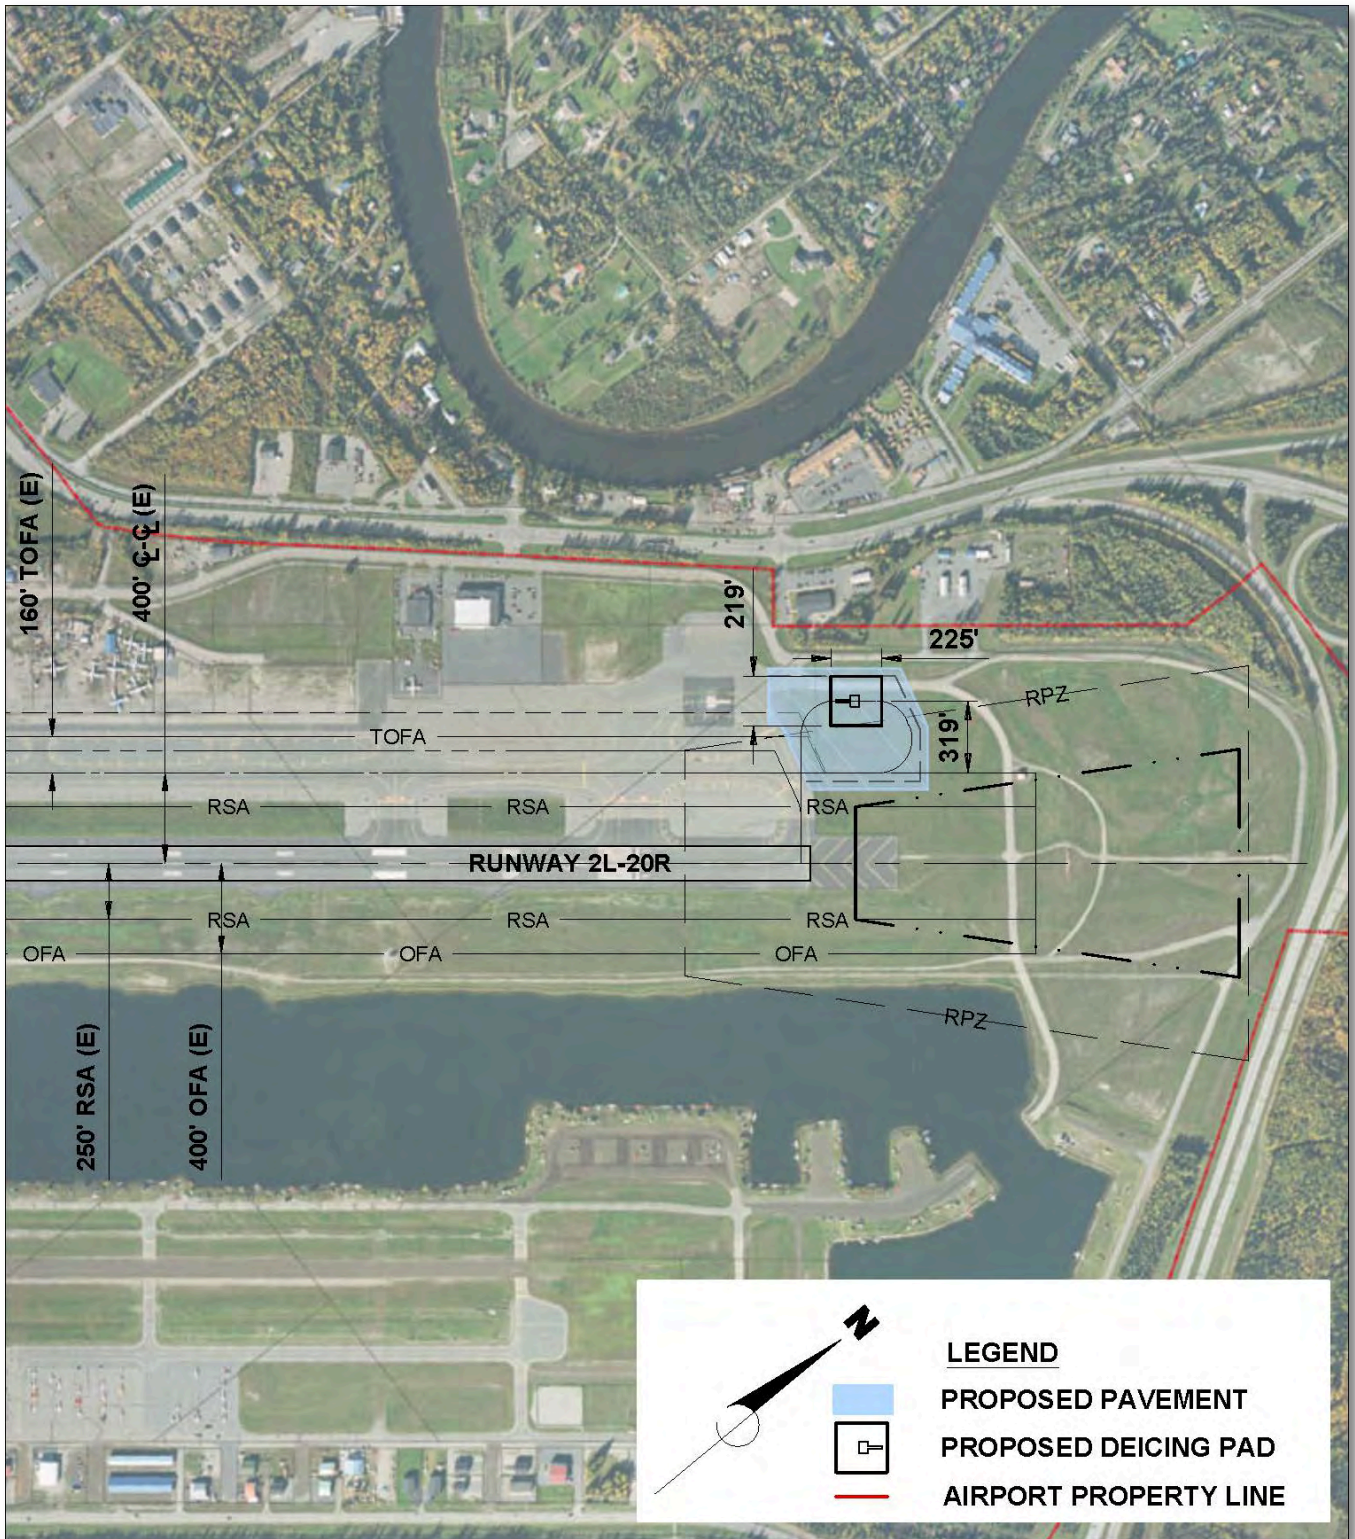 160' TOFA (E)
400' C-C (E)
219'
225'
RPZ
319'
TOFA
RSA
RSA
RSA
RUNWAY 2L-20R
RSA
RSA
RSA
OFA
OFA
OFA
RPZ
250' RSA (E)
400' OFA (E)
N
LEGEND
PROPOSED PAVEMENT
PROPOSED DEICING PAD
AIRPORT PROPERTY LINE